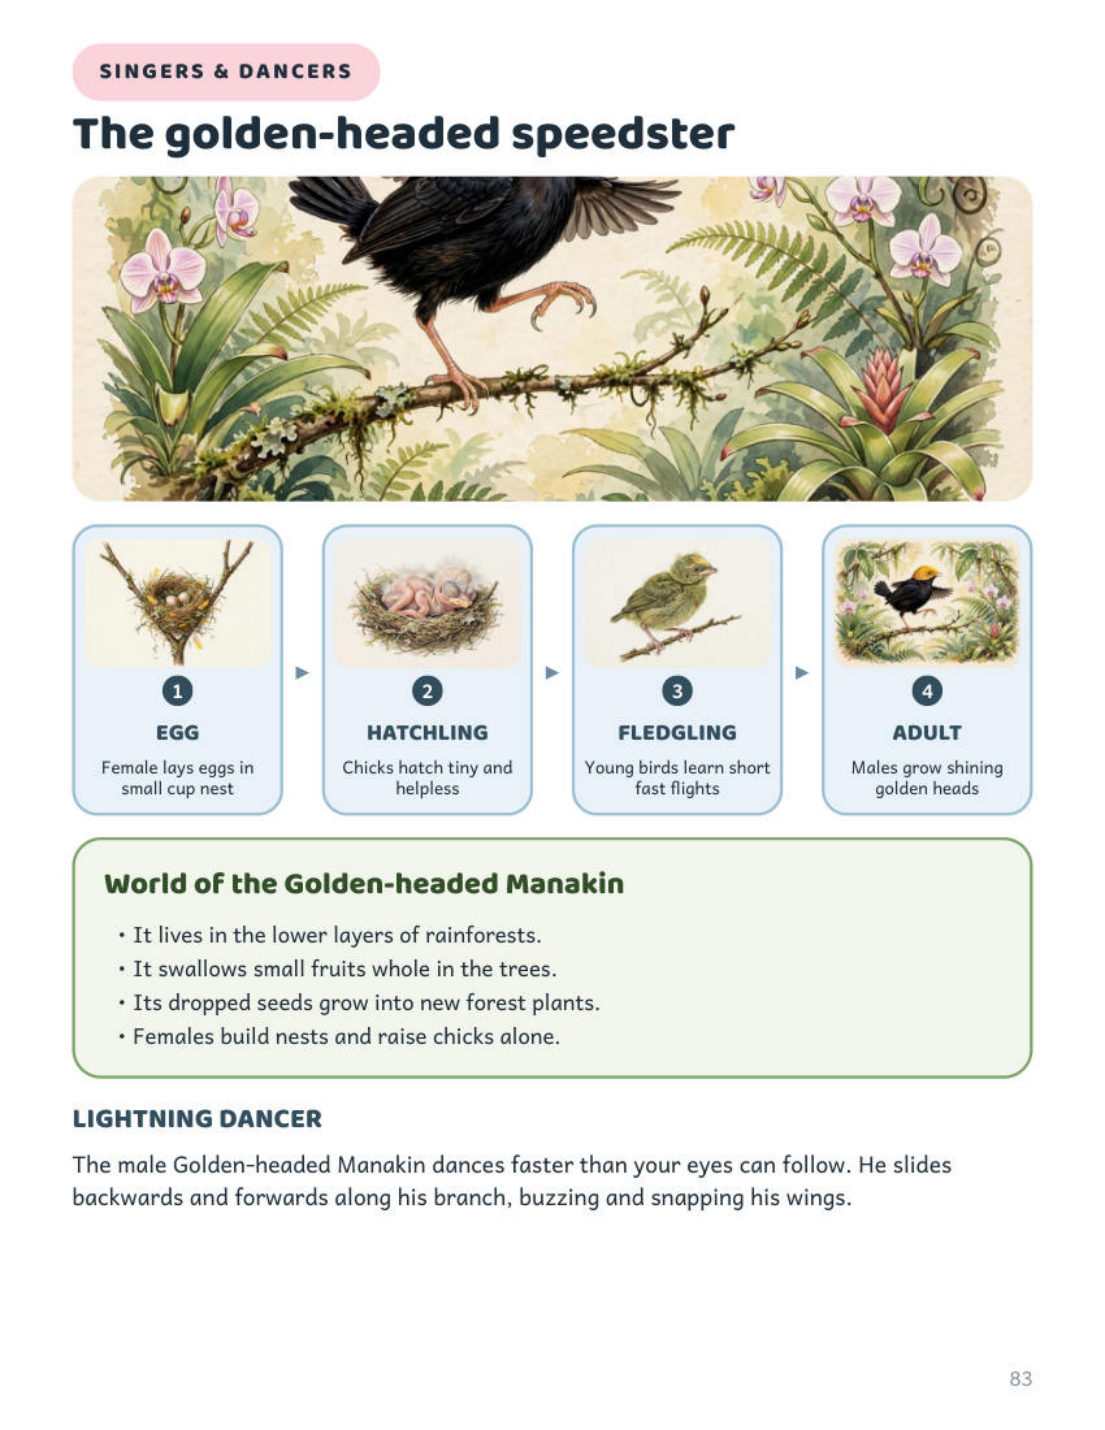 SINGERS & DANCERS
The golden-headed speedster
1
EGG
Female lays eggs in
small cup nest
▶
2
HATCHLING
Chicks hatch tiny and
helpless
▶
3
FLEDGLING
Young birds learn short
fast flights
▶
4
ADULT
Males grow shining
golden heads
World of the Golden-headed Manakin
• It lives in the lower layers of rainforests.
• It swallows small fruits whole in the trees.
• Its dropped seeds grow into new forest plants.
• Females build nests and raise chicks alone.
LIGHTNING DANCER
The male Golden-headed Manakin dances faster than your eyes can follow. He slides
backwards and forwards along his branch, buzzing and snapping his wings.
83